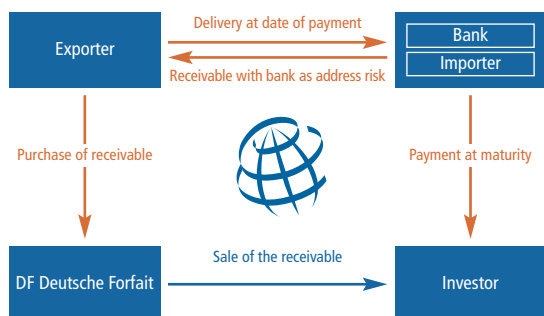 Delivery at date of payment
Exporter
Bank
Importer
Receivable with bank as address risk
Purchase of receivable
Payment at maturity
Sale of the receivable
DF Deutsche Forfait
Investor